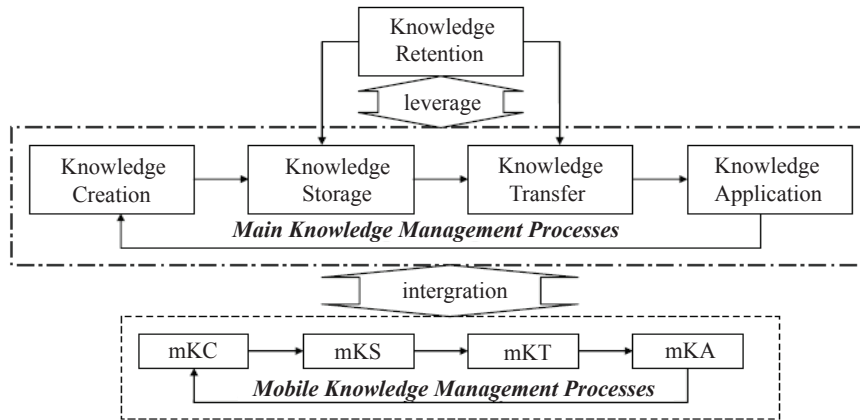 Knowledge
Retention
leverage
Knowledge
Creation
Knowledge
Storage
Knowledge
Transfer
Knowledge
Application
Main Knowledge Management Processes
intergration
mKC
mKS
mKT
mKA
Mobile Knowledge Management Processes